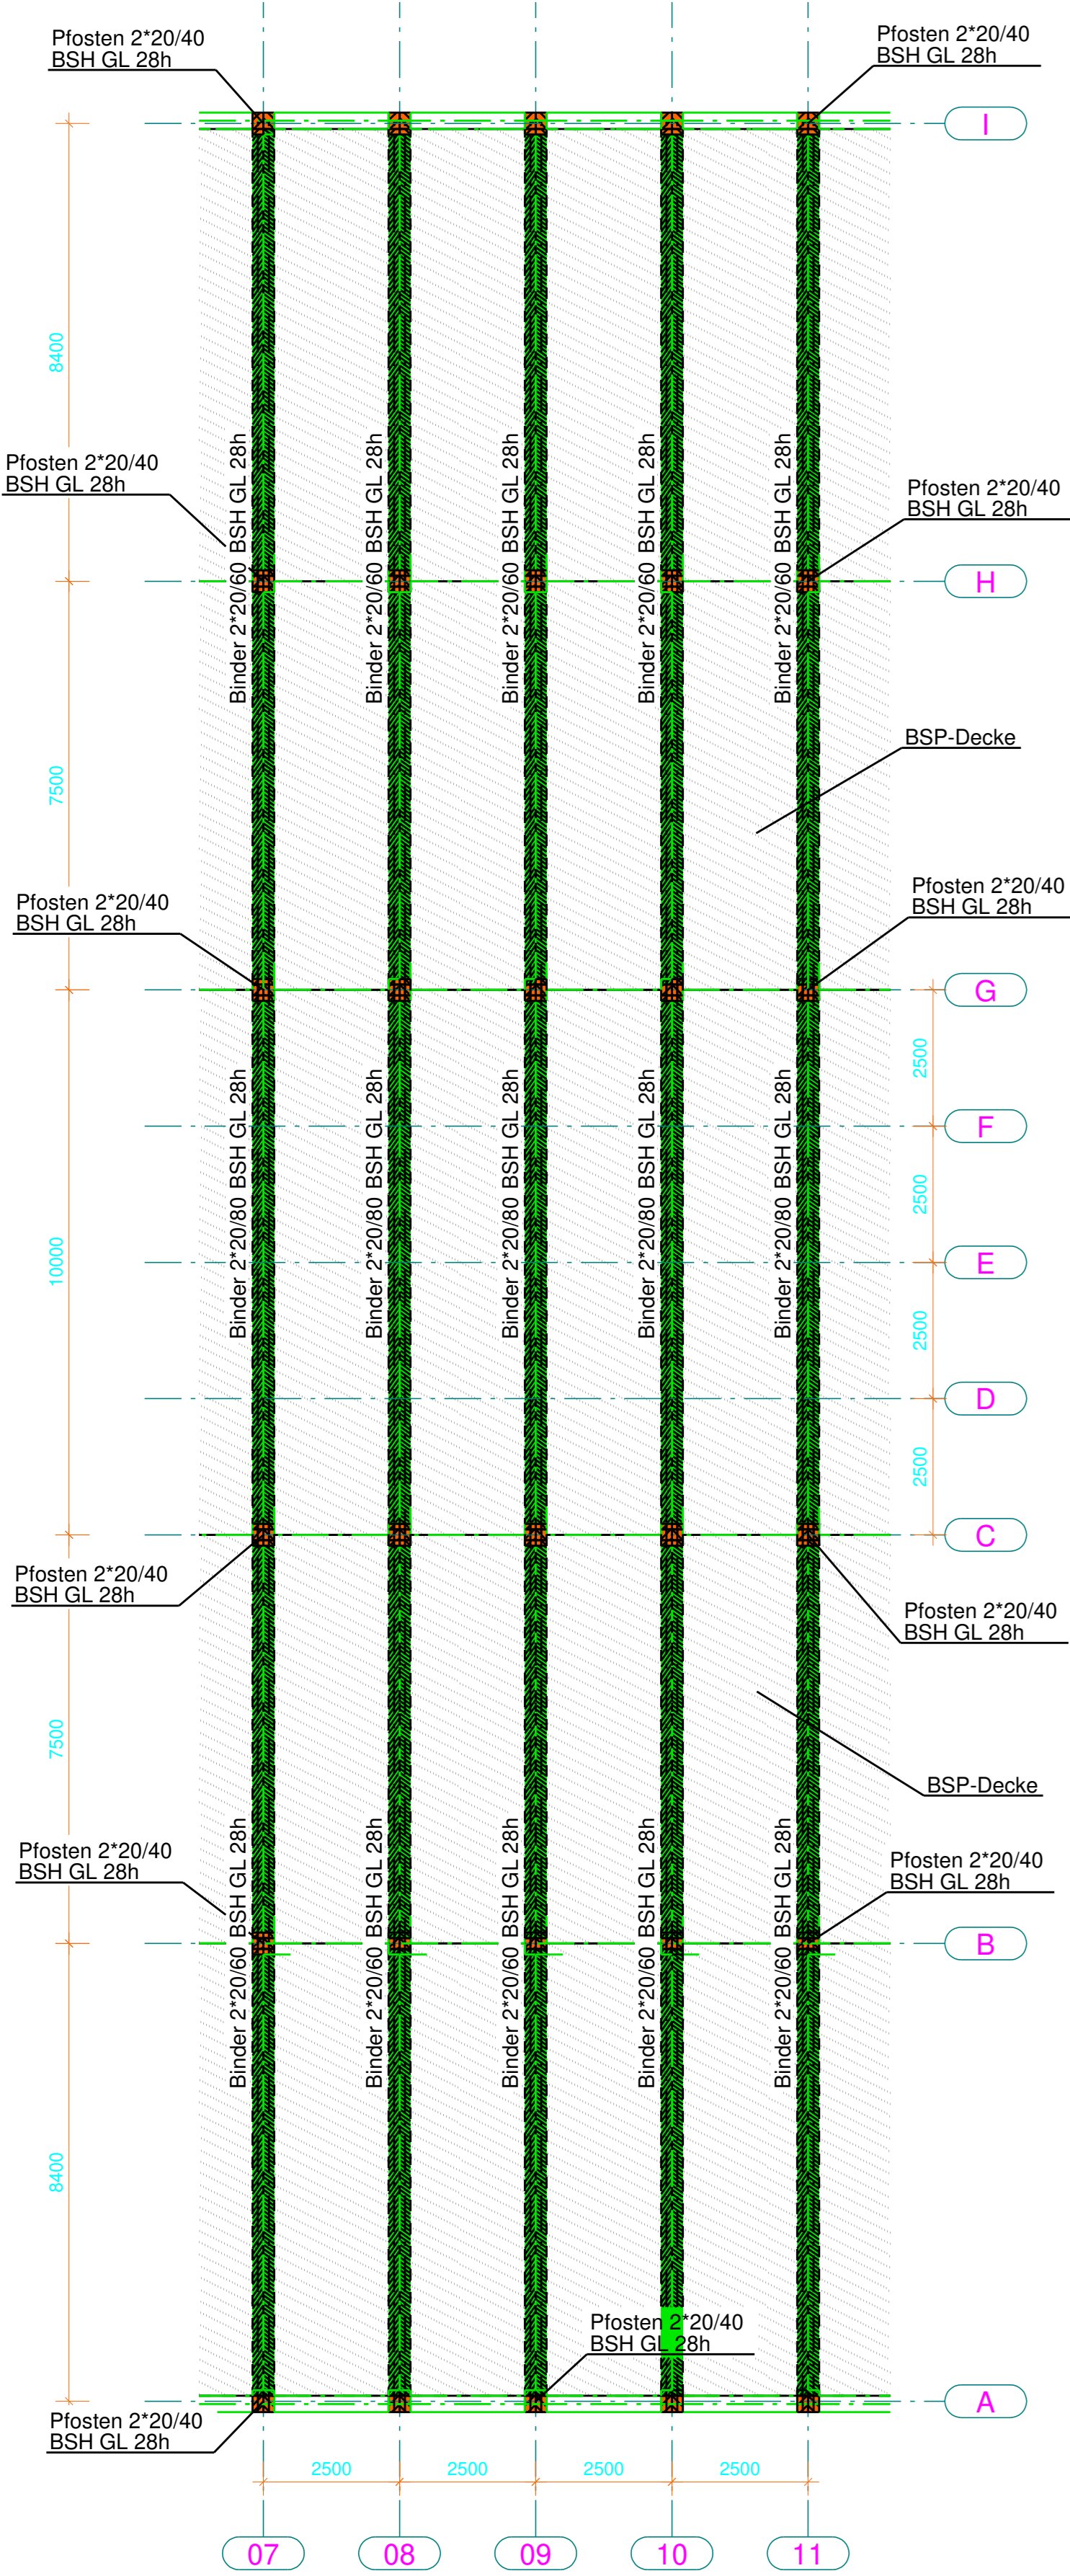 Pfosten 2*20/40
BSH GL 28h
Pfosten 2*20/40
BSH GL 28h
I
8400
Pfosten 2*20/40
BSH GL 28h
Binder 2*20/60 BSH GL 28h
Binder 2*20/60 BSH GL 28h
Binder 2*20/60 BSH GL 28h
Binder 2*20/60 BSH GL 28h
Binder 2*20/60 BSH GL 28h
Pfosten 2*20/40
BSH GL 28h
H
BSP-Decke
7500
Pfosten 2*20/40
BSH GL 28h
Pfosten 2*20/40
BSH GL 28h
G
2500
F
2500
Binder 2*20/80 BSH GL 28h
Binder 2*20/80 BSH GL 28h
Binder 2*20/80 BSH GL 28h
Binder 2*20/80 BSH GL 28h
Binder 2*20/80 BSH GL 28h
10000
E
2500
D
2500
C
Pfosten 2*20/40
BSH GL 28h
Pfosten 2*20/40
BSH GL 28h
7500
BSP-Decke
Pfosten 2*20/40
BSH GL 28h
Binder 2*20/60 BSH GL 28h
Binder 2*20/60 BSH GL 28h
Binder 2*20/60 BSH GL 28h
Binder 2*20/60 BSH GL 28h
Binder 2*20/60 BSH GL 28h
Pfosten 2*20/40
BSH GL 28h
B
8400
Pfosten 2*20/40
BSH GL 28h
A
Pfosten 2*20/40
BSH GL 28h
2500
2500
2500
2500
07
08
09
10
11